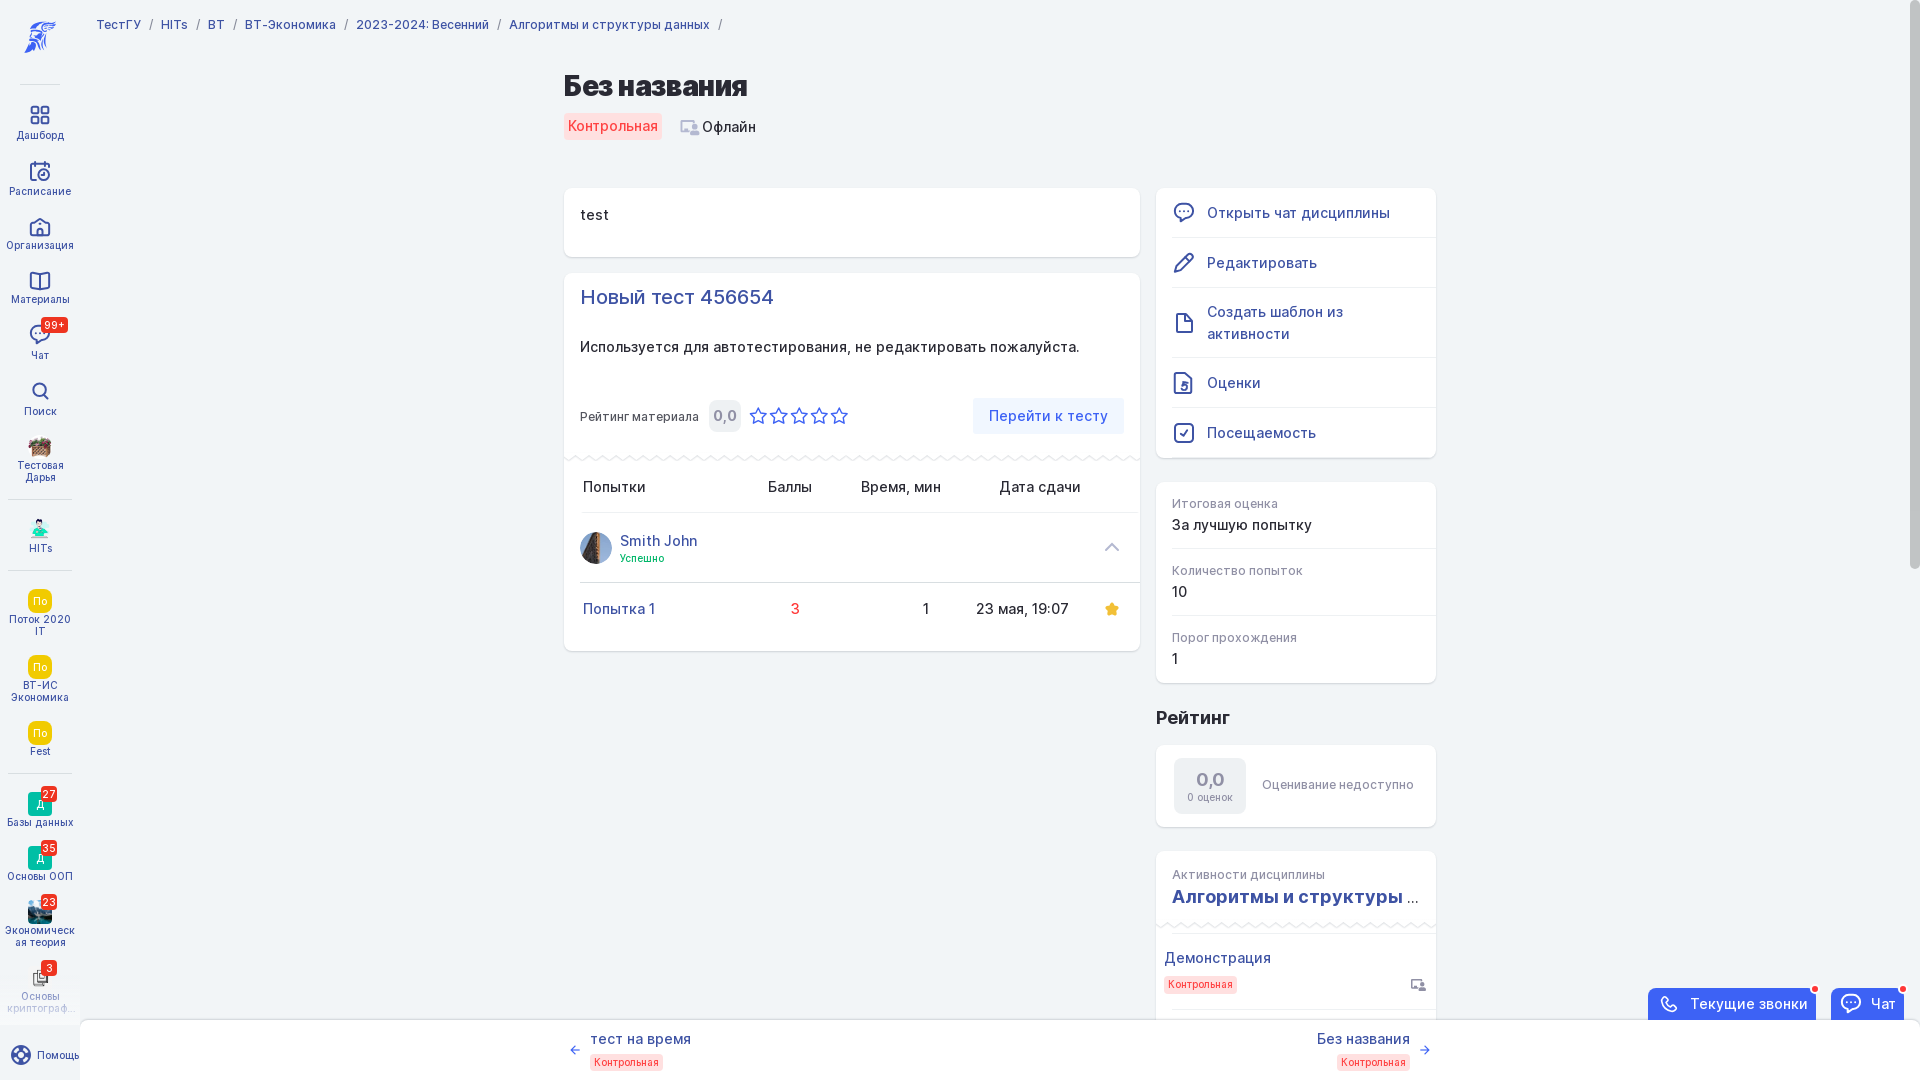 ТестГУ / HITs / ВТ / ВТ-Экономика / 2023-2024: Весенний / Алгоритмы и структуры данных /
Дашборд
Расписание
Организация
Материалы
99+
Чат
Поиск
Тестовая
Дарья
HITs
По
Поток 2020
IT
По
ВТ-ИС
Экономика
По
Fest
27
Д
Базы данных
35
Д
Основы ООП
23
Экономическ
ая теория
3
Основы
криптограф...
Помощь
Без названия
Контрольная
Офлайн
test
Новый тест 456654
Используется для автотестирования, не редактировать пожалуйста.
Рейтинг материала 0,0
Перейти к тесту
Попытки Баллы Время, мин Дата сдачи
Smith John
Успешно
Попытка 1 3 1 23 мая, 19:07
Открыть чат дисциплины
Редактировать
Создать шаблон из
активности
Оценки
Посещаемость
Итоговая оценка
За лучшую попытку
Количество попыток
10
Порог прохождения
1
Рейтинг
0,0
0 оценок
Оценивание недоступно
Активности дисциплины
Алгоритмы и структуры ...
Демонстрация
Контрольная
Текущие звонки
Чат
тест на время
Контрольная
Без названия
Контрольная